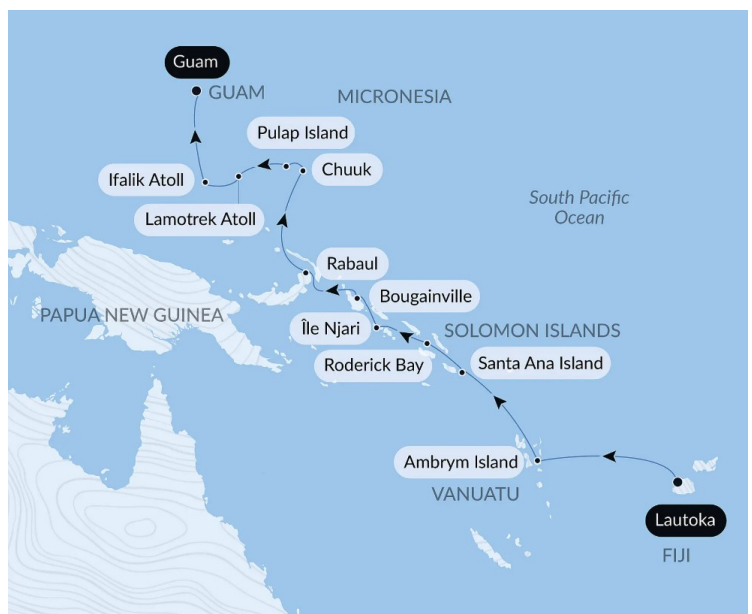 Guam
GUAM
MICRONESIA
Pulap Island
Chuuk
Ifalik Atoll
Lamotrek Atoll
South Pacific
Ocean
Rabaul
Bougainville
PAPUA NEW GUINEA
Île Njari
SOLOMON ISLANDS
Roderick Bay
Santa Ana Island
Ambrym Island
VANUATU
Lautoka
FIJI